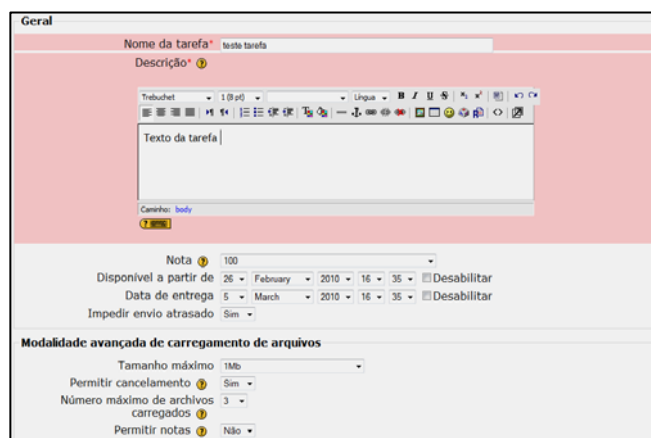 Geral
Nome da tarefa* teste tarefa
Descrição*
Trebuchet 1 (8 pt) Língua B I U S
Texto da tarefa
Caminho: body
Nota 100
Disponível a partir de 26 February 2010 16 35 Desabilitar
Data de entrega 5 March 2010 16 35 Desabilitar
Impedir envio atrasado Sim
Modalidade avançada de carregamento de arquivos
Tamanho máximo 1Mb
Permitir cancelamento Sim
Número máximo de archivos 3
carregados
Permitir notas Não